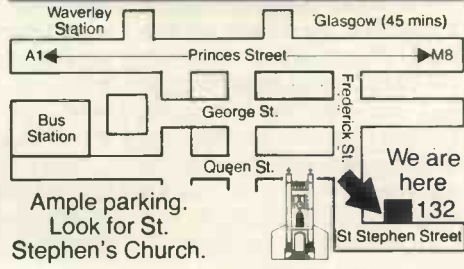 Waverley
Station
Glasgow (45 mins)
A1
Princes Street
M8
Frederick St.
George St.
Bus
Station
Queen St.
We are
here
132
St Stephen Street
Ample parking.
Look for St.
Stephen's Church.